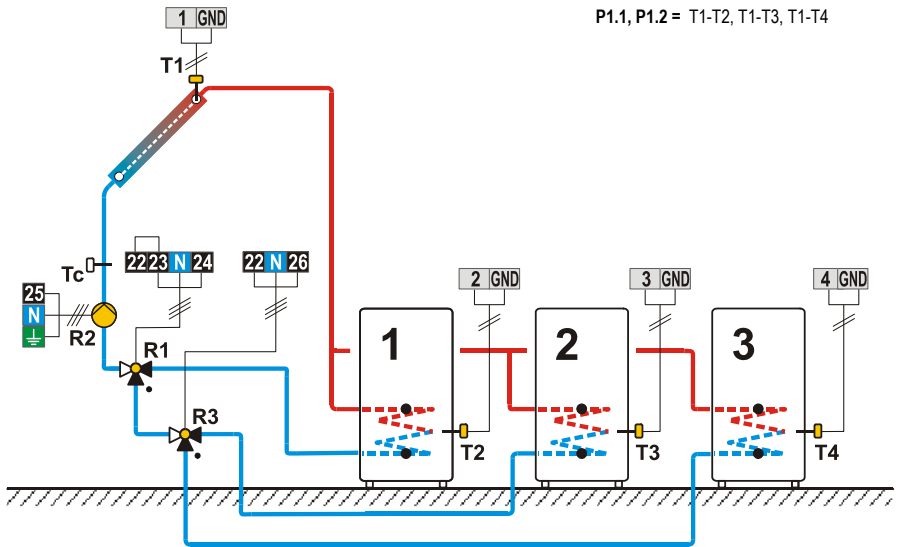 1 GND
P1.1, P1.2 = T1-T2, T1-T3, T1-T4
T1
Tc
22 23 N 24
22 N 26
25
N
R2
2 GND
3 GND
4 GND
R1
R3
1
2
3
T2
T3
T4